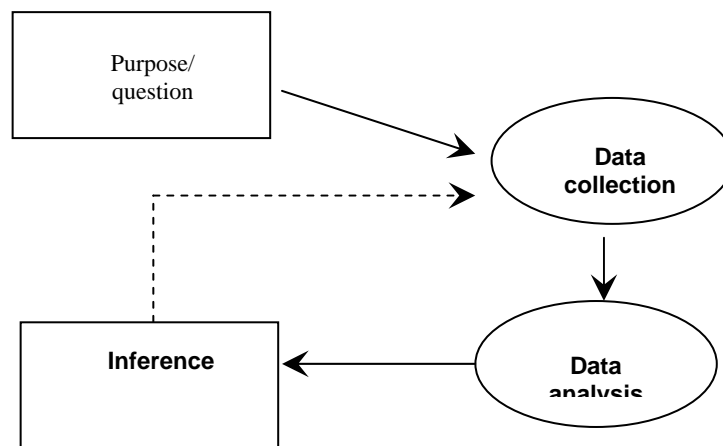 Purpose/
question
Data
collection
Inference
Data
analysis